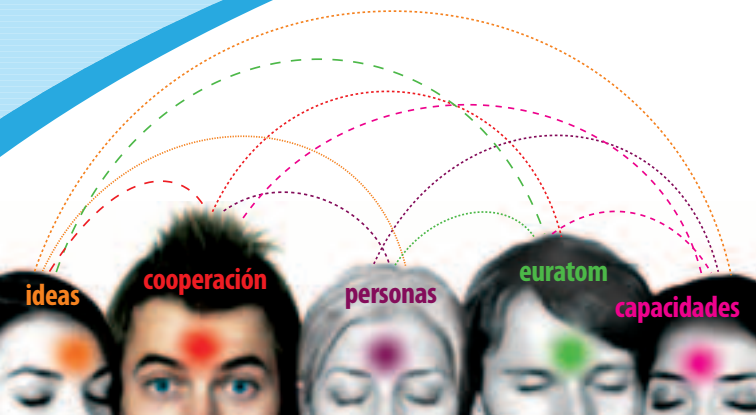 ideas
cooperación
personas
euratom
capacidades